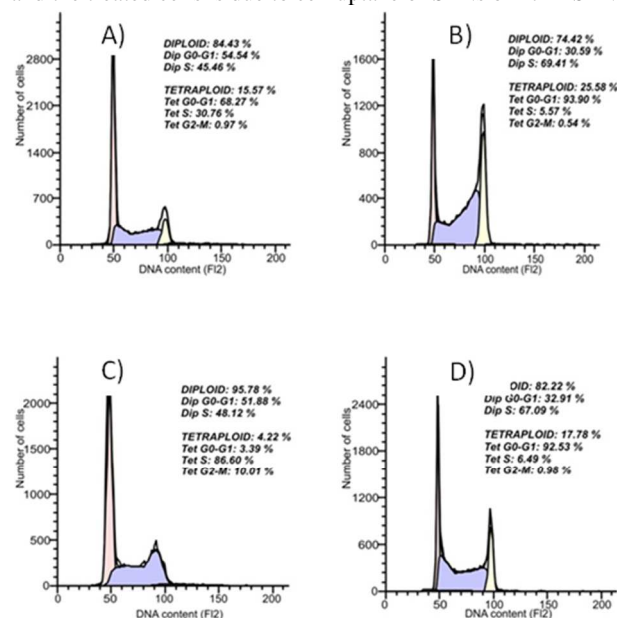 A)
DIPLOID: 84.43 %
Dip G0-G1: 54.54 %
Dip S: 45.46 %
TETRAPLOID: 15.57 %
Tet G0-G1: 68.27 %
Tet S: 30.76 %
Tet G2-M: 0.97 %
Number of cells
2800
2100
1400
700
0
0 50 100 150 200
DNA content (Fl2)
B)
DIPLOID: 74.42 %
Dip G0-G1: 30.59 %
Dip S: 69.41 %
TETRAPLOID: 25.58 %
Tet G0-G1: 93.90 %
Tet S: 5.57 %
Tet G2-M: 0.54 %
Number of cells
1600
1200
800
400
0
0 50 100 150 200
DNA content (Fl2)
C)
DIPLOID: 95.78 %
Dip G0-G1: 51.88 %
Dip S: 48.12 %
TETRAPLOID: 4.22 %
Tet G0-G1: 3.39 %
Tet S: 86.60 %
Tet G2-M: 10.01 %
Number of cells
2000
1500
1000
500
0
0 50 100 150 200
DNA content (Fl2)
D)
OID: 82.22 %
G0-G1: 32.91 %
Dip S: 67.09 %
TETRAPLOID: 17.78 %
Tet G0-G1: 92.53 %
Tet S: 6.49 %
Tet G2-M: 0.98 %
Number of cells
2400
1800
1200
600
0
0 50 100 150 200
DNA content (Fl2)